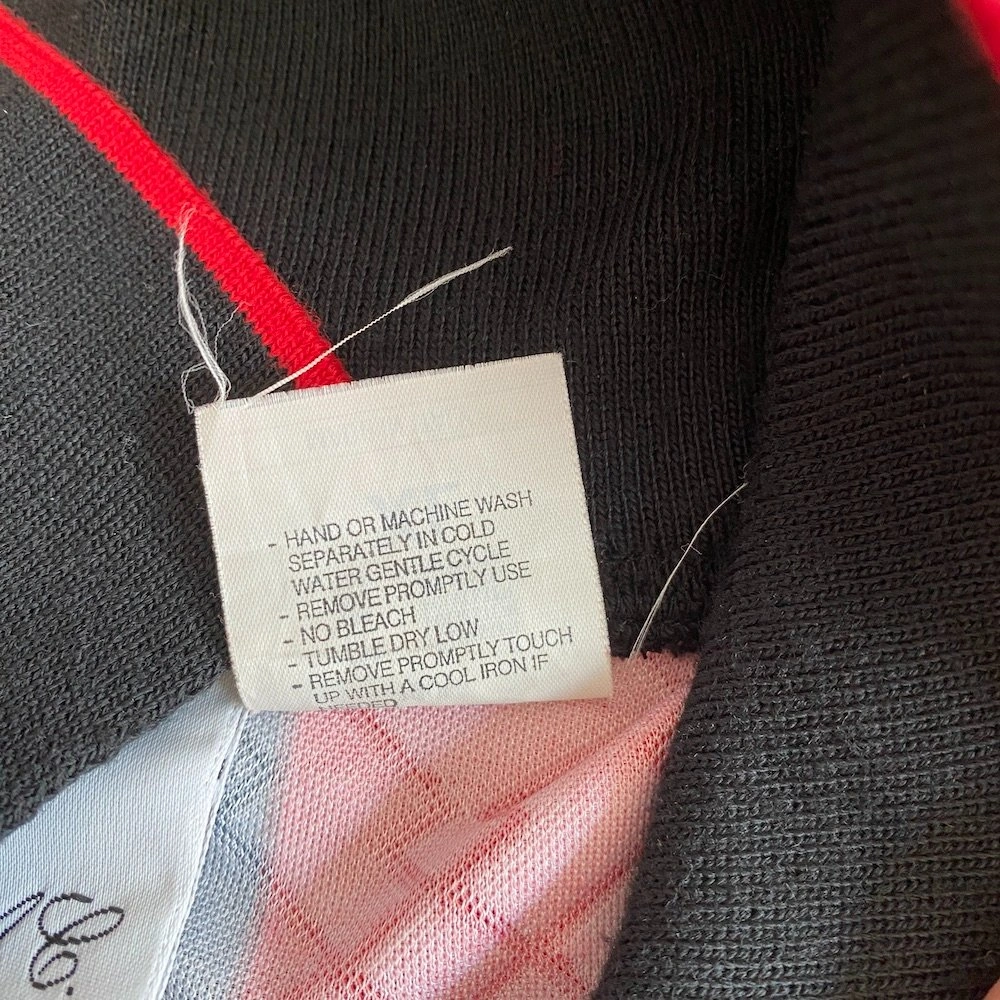 - HAND OR MACHINE WASH
SEPARATELY IN COLD
WATER GENTLE CYCLE
- REMOVE PROMPTLY USE
- NO BLEACH
- TUMBLE DRY LOW
- REMOVE PROMPTLY TOUCH
UP WITH A COOL IRON IF
NEEDED